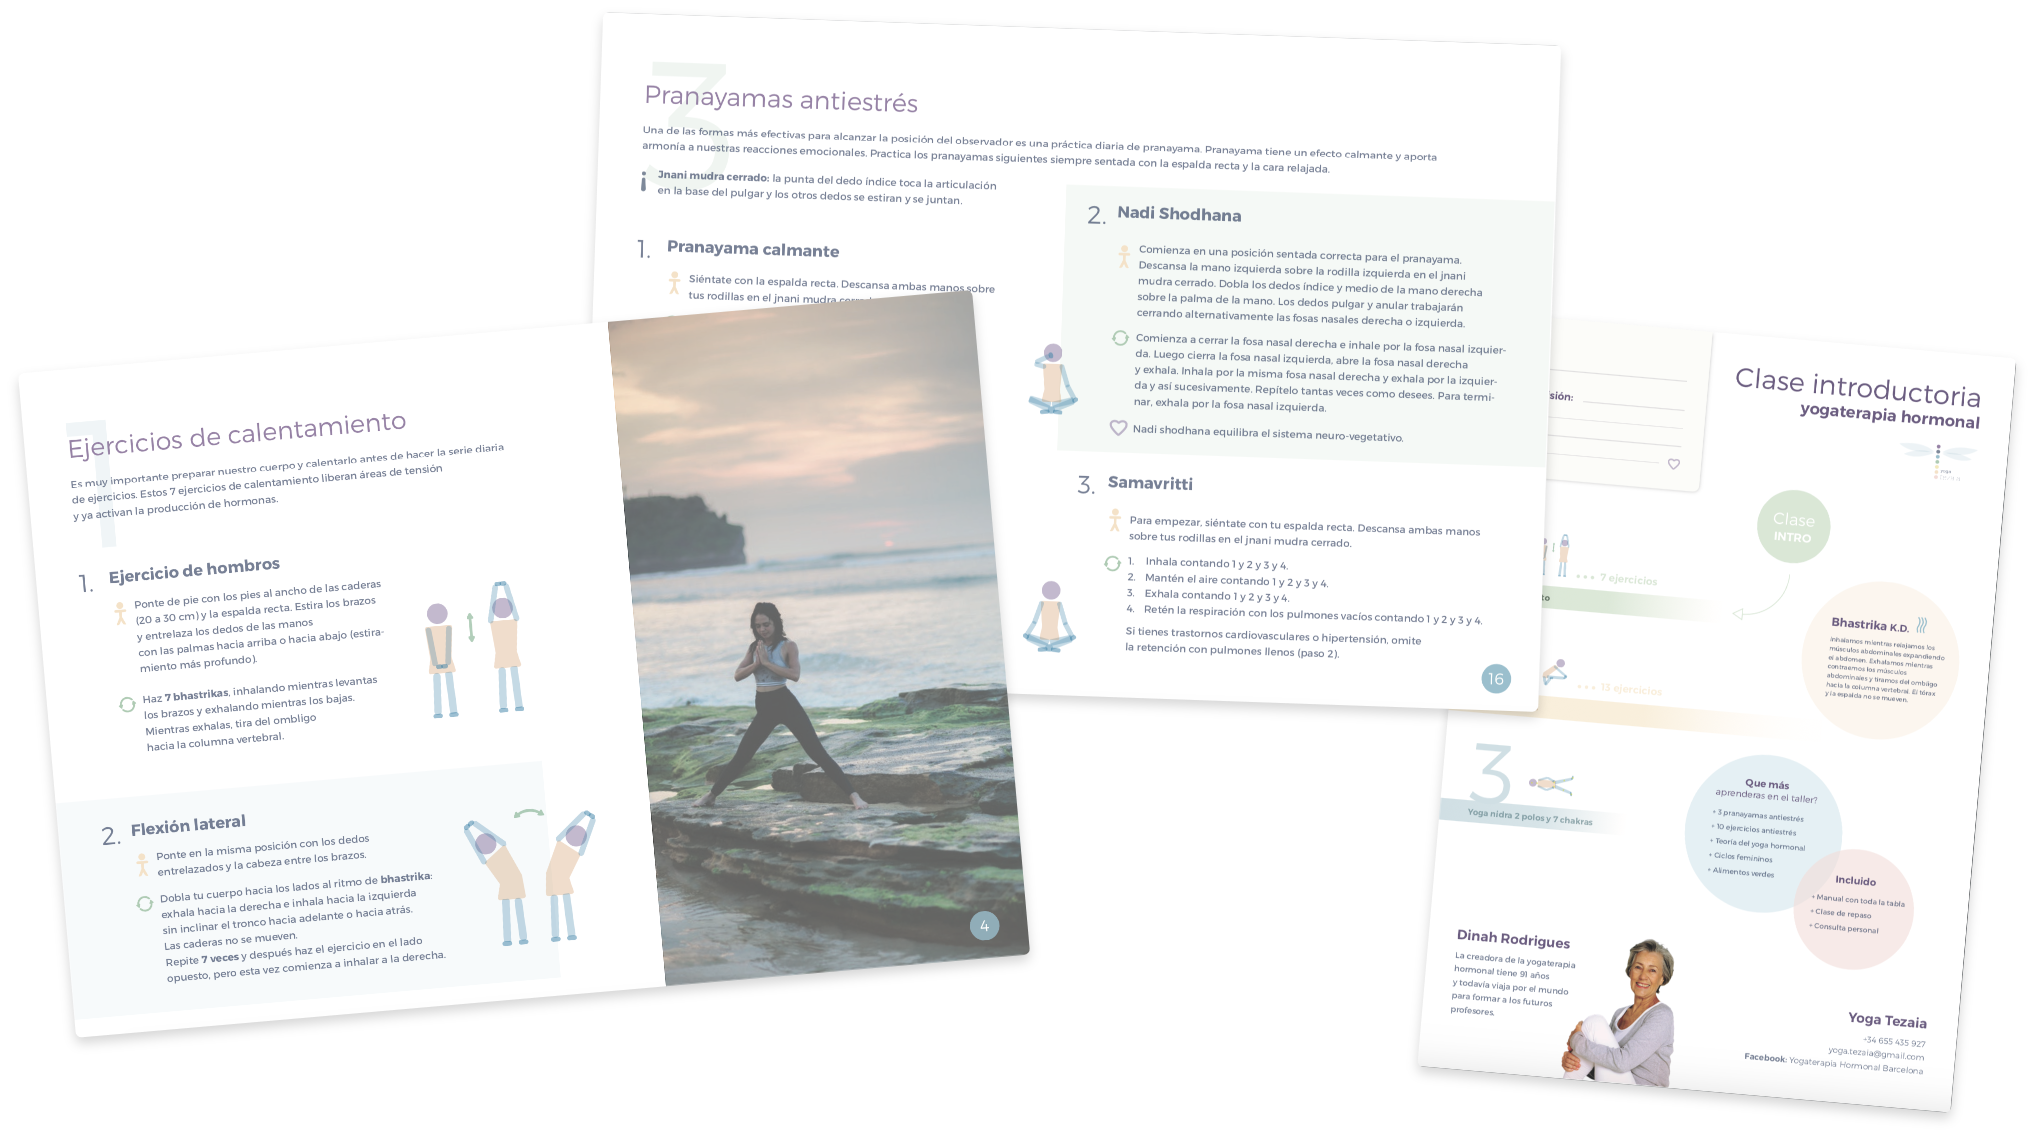 3
Pranayamas antiestrés
Una de las formas más efectivas para alcanzar la posición del observador es una práctica diaria de pranayama. Pranayama tiene un efecto calmante y aporta
armonía a nuestras reacciones emocionales. Practica los pranayamas siguientes siempre sentada con la espalda recta y la cara relajada.
Jnani mudra cerrado: la punta del dedo índice toca la articulación
en la base del pulgar y los otros dedos se estiran y se juntan.
1. Pranayama calmante
Siéntate con la espalda recta. Descansa ambas manos sobre
tus rodillas en el jnani mudra
2. Nadi Shodhana
Comienza en una posición sentada correcta para el pranayama.
Descansa la mano izquierda sobre la rodilla izquierda en el jnani
mudra cerrado. Dobla los dedos índice y medio de la mano derecha
sobre la palma de la mano. Los dedos pulgar y anular trabajarán
cerrando alternativamente las fosas nasales derecha o izquierda.
Comienza a cerrar la fosa nasal derecha e inhale por la fosa nasal izquier-
da. Luego cierra la fosa nasal izquierda, abre la fosa nasal derecha
y exhala. Inhala por la misma fosa nasal derecha y exhala por la izquier-
da y así sucesivamente. Repítelo tantas veces como desees. Para termi-
nar, exhala por la fosa nasal izquierda.
Nadi shodhana equilibra el sistema neuro-vegetativo.
3. Samavritti
Para empezar, siéntate con tu espalda recta. Descansa ambas manos
sobre tus rodillas en el jnani mudra cerrado.
1. Inhala contando 1 y 2 y 3 y 4.
2. Mantén el aire contando 1 y 2 y 3 y 4.
3. Exhala contando 1 y 2 y 3 y 4.
4. Retén la respiración con los pulmones vacíos contando 1 y 2 y 3 y 4.
Si tienes trastornos cardiovasculares o hipertensión, omite
la retención con pulmones llenos (paso 2).
16
1
Ejercicios de calentamiento
Es muy importante preparar nuestro cuerpo y calentarlo antes de hacer la serie diaria
de ejercicios. Estos 7 ejercicios de calentamiento liberan áreas de tensión
y ya activan la producción de hormonas.
1. Ejercicio de hombros
Ponte de pie con los pies al ancho de las caderas
(20 a 30 cm) y la espalda recta. Estira los brazos
y entrelaza los dedos de las manos
con las palmas hacia arriba o hacia abajo (estira-
miento más profundo).
Haz 7 bhastrikas, inhalando mientras levantas
los brazos y exhalando mientras los bajas.
Mientras exhalas, tira del ombligo
hacia la columna vertebral.
2. Flexión lateral
Ponte en la misma posición con los dedos
entrelazados y la cabeza entre los brazos.
Dobla tu cuerpo hacia los lados al ritmo de bhastrika:
exhala hacia la derecha e inhala hacia la izquierda
sin inclinar el tronco hacia adelante o hacia atrás.
Las caderas no se mueven.
Repite 7 veces y después haz el ejercicio en el lado
opuesto, pero esta vez comienza a inhalar a la derecha.
4
sión:
Clase introductoria
yogaterapia hormonal
yoga
Clase
INTRO
7 ejercicios
to
Bhastrika K.D.
Inhalamos mientras relajamos los
músculos abdominales expandiendo
el abdomen. Exhalamos mientras
contraemos los músculos
abdominales y tiramos del ombligo
hacia la columna vertebral. El tórax
y la espalda no se mueven.
13 ejercicios
3
Yoga nidra 2 polos y 7 chakras
Que más
aprenderas en el taller?
+ 3 pranayamas antiestrés
+ 10 ejercicios antiestrés
+ Teoría del yoga hormonal
+ Ciclos femininos
+ Alimentos verdes
Incluido
+ Manual con toda la tabla
+ Clase de repaso
+ Consulta personal
Dinah Rodrigues
La creadora de la yogaterapia
hormonal tiene 91 años
y todavía viaja por el mundo
para formar a los futuros
profesores.
Yoga Tezaia
+34 655 435 927
yoga.tezaia@gmail.com
Facebook: Yogaterapia Hormonal Barcelona